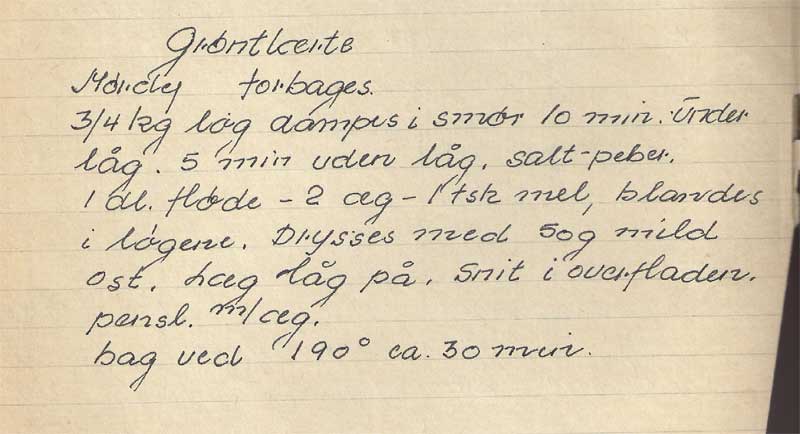 Grøntlærte
Mørdej forbages.
3/4 kg løg dampes i smør 10 min. Under
låg. 5 min uden låg, salt-peber.
1 dl. fløde - 2 æg - 1 tsk mel, blandes
i løgene. Drysses med 50g mild
ost. Læg låg på. Snit i overfladen.
pensl. m/æg.
bag ved 190° ca. 30 min.